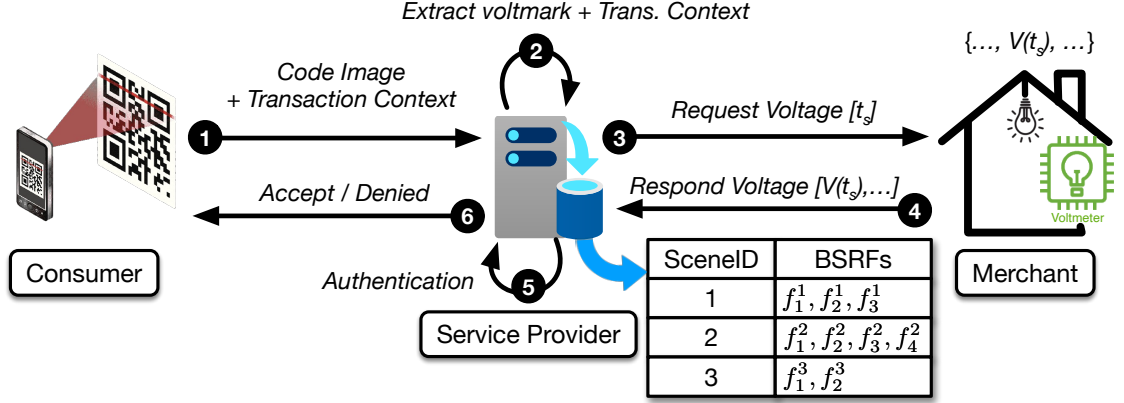 Extract voltmark + Trans. Context
2
{..., V(tₛ), ...}
Code Image
+ Transaction Context
1
Request Voltage [tₛ]
3
Respond Voltage [V(tₛ),...]
4
Voltmeter
Accept / Denied
6
Consumer
Authentication
5
Service Provider
Merchant
SceneID BSRFs
1 f₁¹, f₂¹, f₃¹
2 f₁², f₂², f₃², f₄²
3 f₁³, f₂³